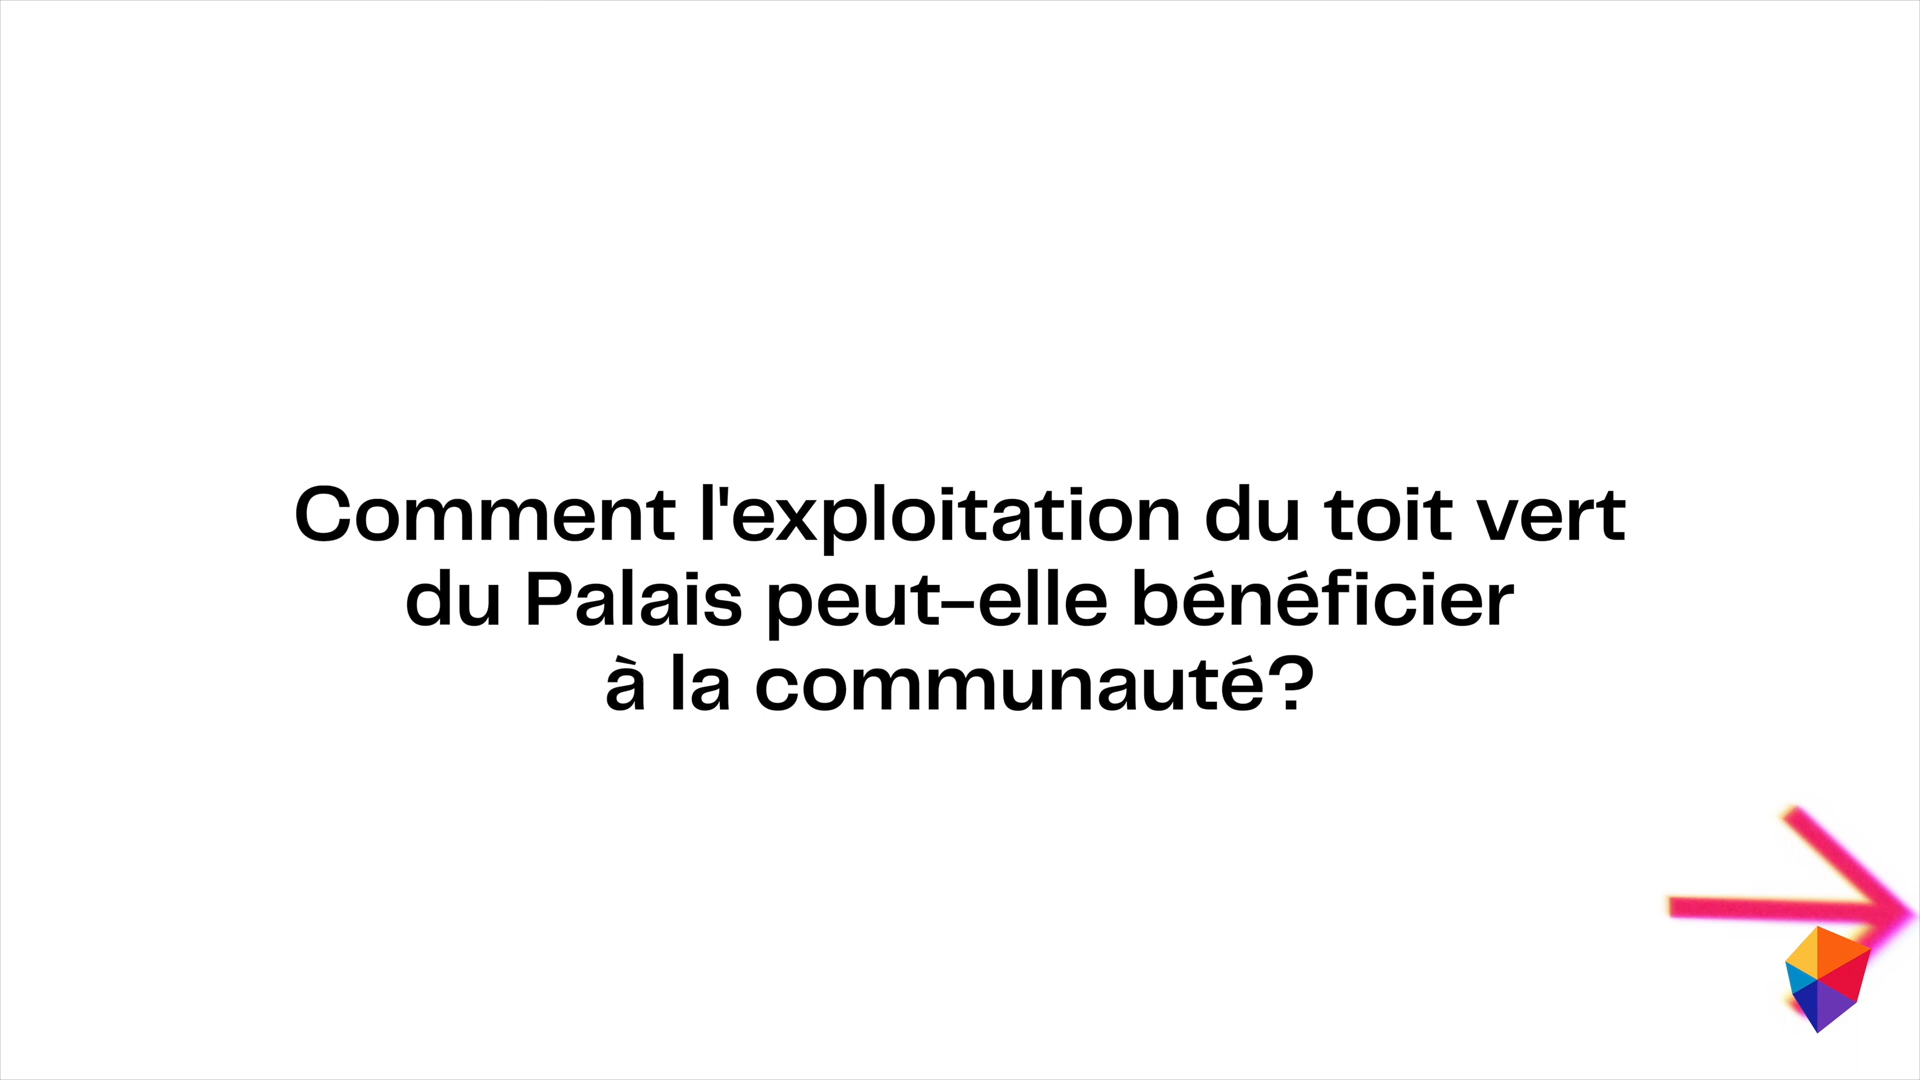 Comment l'exploitation du toit vert
du Palais peut-elle bénéficier
à la communauté?